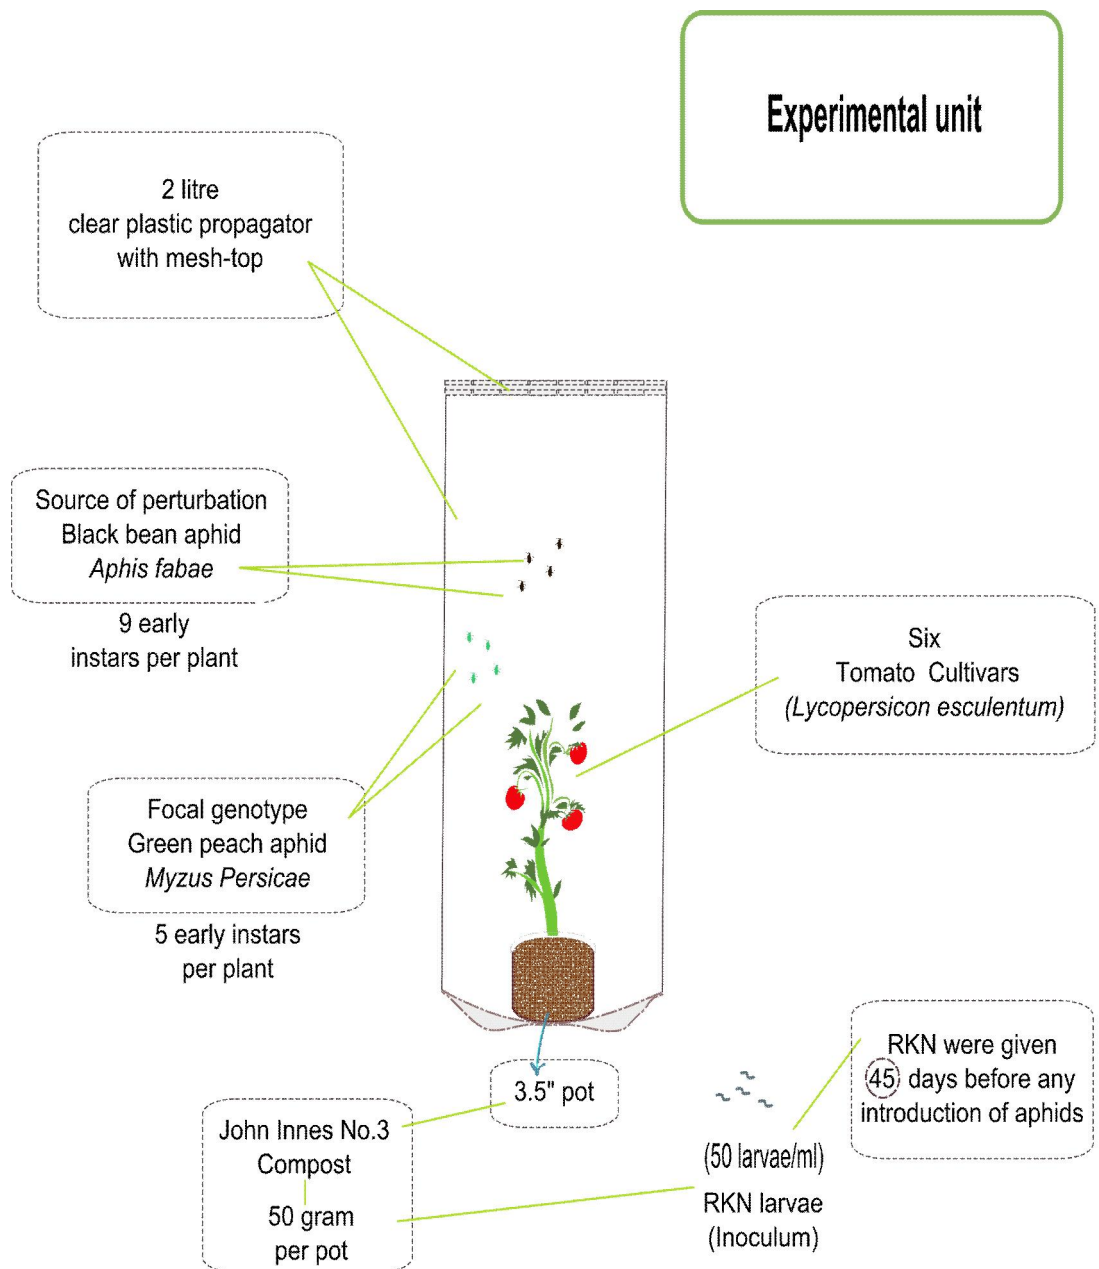 Experimental unit
2 litre
clear plastic propagator
with mesh-top
Source of perturbation
Black bean aphid
Aphis fabae
9 early
instars per plant
Six
Tomato Cultivars
(Lycopersicon esculentum)
Focal genotype
Green peach aphid
Myzus Persicae
5 early instars
per plant
RKN were given
45 days before any
introduction of aphids
3.5" pot
John Innes No.3
Compost
50 gram
per pot
(50 larvae/ml)
RKN larvae
(Inoculum)